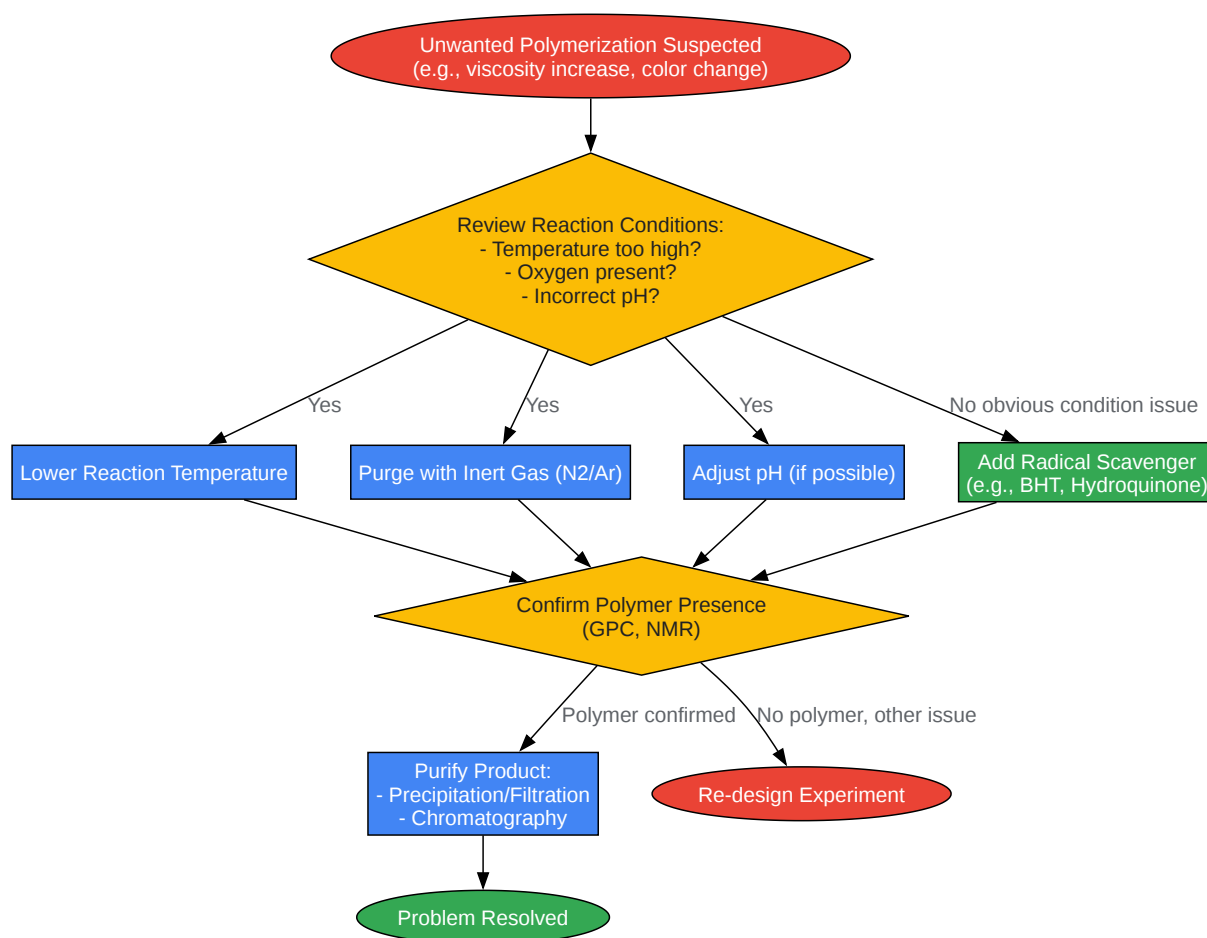 Unwanted Polymerization Suspected
(e.g., viscosity increase, color change)
Review Reaction Conditions:
- Temperature too high?
- Oxygen present?
- Incorrect pH?
Yes
Yes
Yes
No obvious condition issue
Lower Reaction Temperature
Purge with Inert Gas (N2/Ar)
Adjust pH (if possible)
Add Radical Scavenger
(e.g., BHT, Hydroquinone)
Confirm Polymer Presence
(GPC, NMR)
Polymer confirmed
No polymer, other issue
Purify Product:
- Precipitation/Filtration
- Chromatography
Re-design Experiment
Problem Resolved